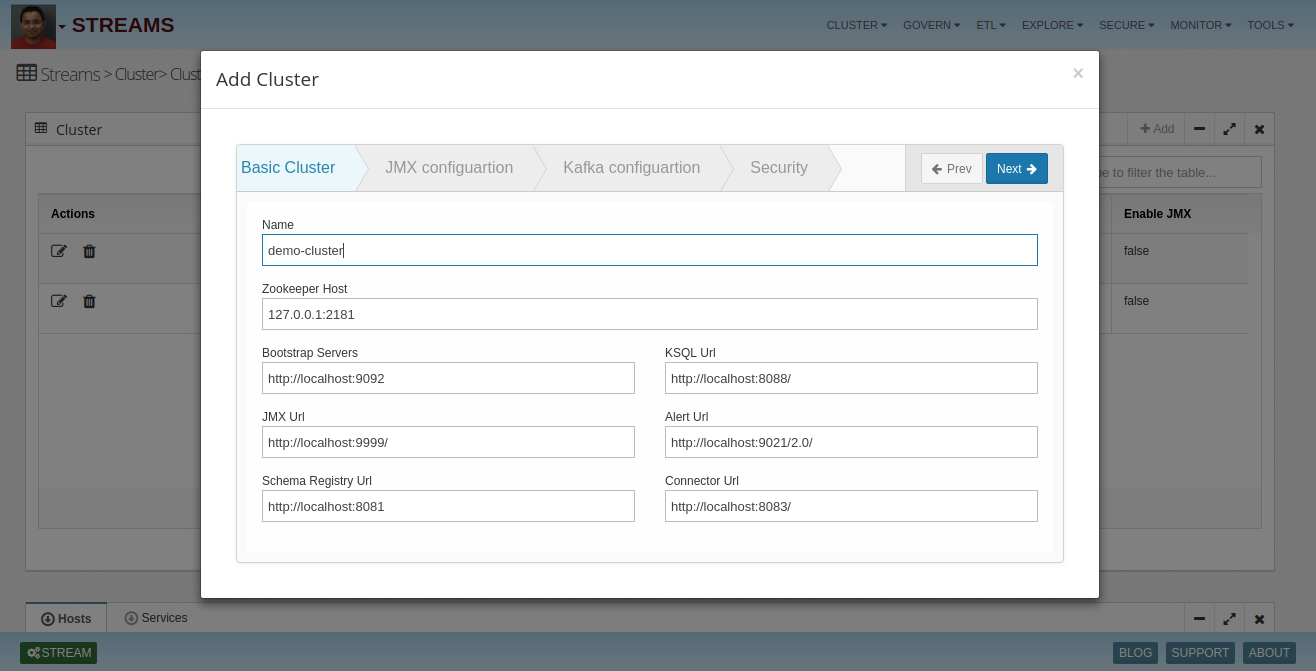 STREAMS
CLUSTER GOVERN ETL EXPLORE SECURE MONITOR TOOLS
Streams > Cluster> Clust
Add Cluster ×
Cluster
+ Add
Basic Cluster JMX configuartion Kafka configuartion Security Prev Next
pe to filter the table...
Actions
Enable JMX
Name
demo-cluster
false
Zookeeper Host
127.0.0.1:2181
false
Bootstrap Servers KSQL Url
http://localhost:9092 http://localhost:8088/
JMX Url Alert Url
http://localhost:9999/ http://localhost:9021/2.0/
Schema Registry Url Connector Url
http://localhost:8081 http://localhost:8083/
Hosts Services
STREAM BLOG SUPPORT ABOUT